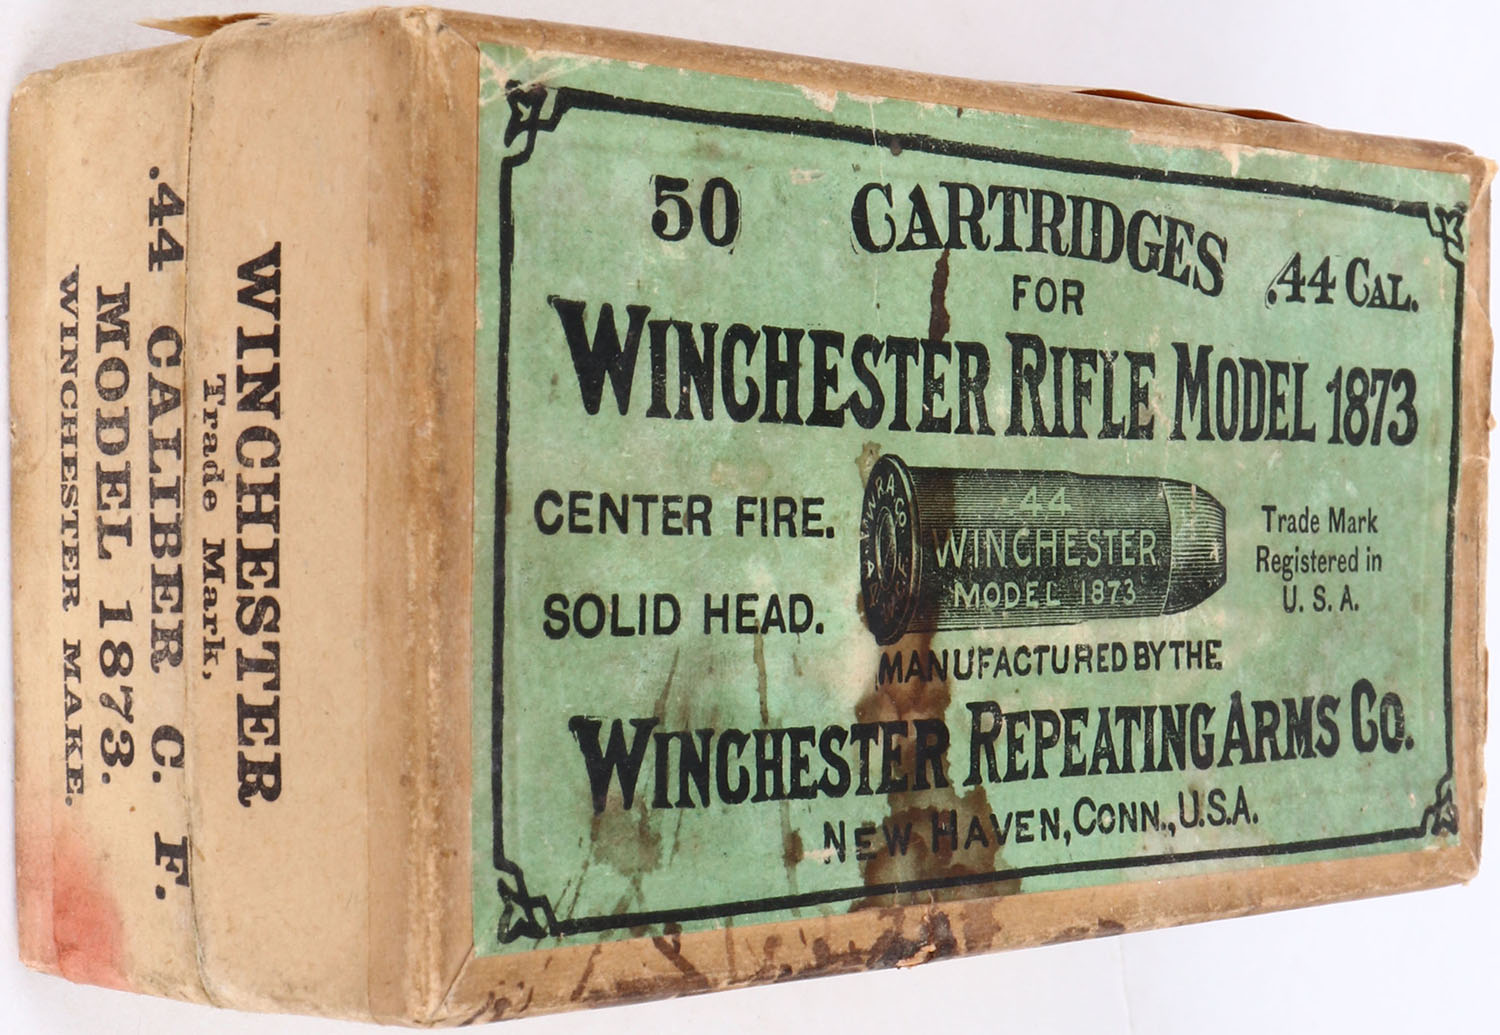 50 CARTRIDGES .44 CAL.
FOR
WINCHESTER RIFLE MODEL 1873
CENTER FIRE.
SOLID HEAD.
W.R.A.CO
44
WINCHESTER
MODEL 1873
Trade Mark
Registered in
U. S. A.
MANUFACTURED BY THE
WINCHESTER REPEATING ARMS CO.
NEW HAVEN, CONN., U.S.A.
WINCHESTER
Trade Mark,
.44 CALIBER C. F.
MODEL 1873.
WINCHESTER MAKE.